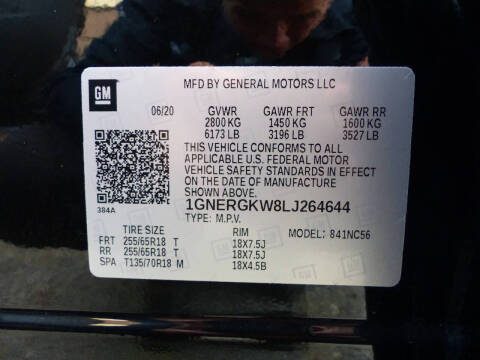 GM
MFD BY GENERAL MOTORS LLC
06/20 GVWR GAWR FRT GAWR RR
2800 KG 1450 KG 1600 KG
6173 LB 3196 LB 3527 LB
THIS VEHICLE CONFORMS TO ALL
APPLICABLE U.S. FEDERAL MOTOR
VEHICLE SAFETY STANDARDS IN EFFECT
ON THE DATE OF MANUFACTURE
SHOWN ABOVE.
384A
1GNERGKW8LJ264644
TYPE: M.P.V.
TIRE SIZE RIM MODEL: 841NC56
FRT 255/65R18 T 18X7.5J
RR 255/65R18 T 18X7.5J
SPA T135/70R18 M 18X4.5B